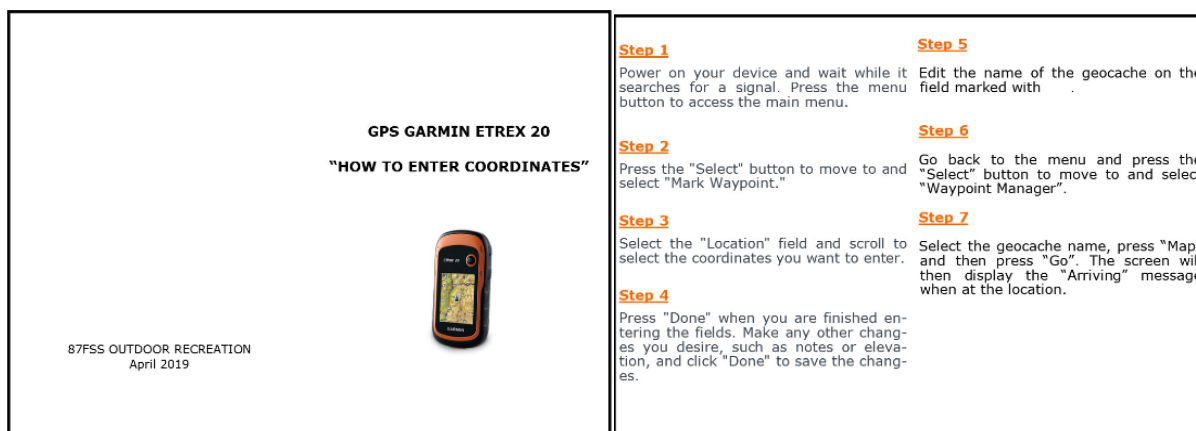 GPS GARMIN ETREX 20
“HOW TO ENTER COORDINATES”
eTrex 20
GARMIN
87FSS OUTDOOR RECREATION
April 2019
Step 1
Power on your device and wait while it
searches for a signal. Press the menu
button to access the main menu.
Step 2
Press the "Select" button to move to and
select "Mark Waypoint."
Step 3
Select the "Location" field and scroll to
select the coordinates you want to enter.
Step 4
Press "Done" when you are finished en-
tering the fields. Make any other chang-
es you desire, such as notes or eleva-
tion, and click "Done" to save the chang-
es.
Step 5
Edit the name of the geocache on the
field marked with .
Step 6
Go back to the menu and press the
“Select” button to move to and select
“Waypoint Manager”.
Step 7
Select the geocache name, press “Map
and then press “Go”. The screen wil
then display the “Arriving” message
when at the location.